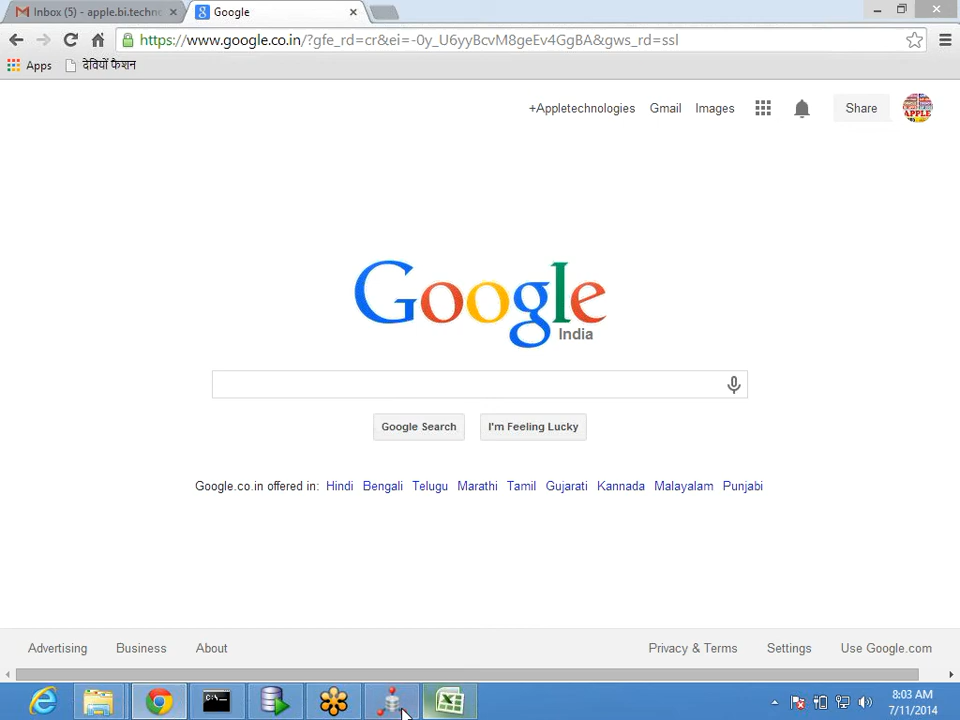 Inbox (5) - apple.bi.techno
Google
https://www.google.co.in/?gfe_rd=cr&ei=-0y_U6yyBcvM8geEv4GgBA&gws_rd=ssl
Apps
देवियों फैशन
+Appletechnologies
Gmail
Images
Share
APPLE
Google
India
Google Search
I'm Feeling Lucky
Google.co.in offered in: Hindi Bengali Telugu Marathi Tamil Gujarati Kannada Malayalam Punjabi
Advertising
Business
About
Privacy & Terms
Settings
Use Google.com
8:03 AM
7/11/2014